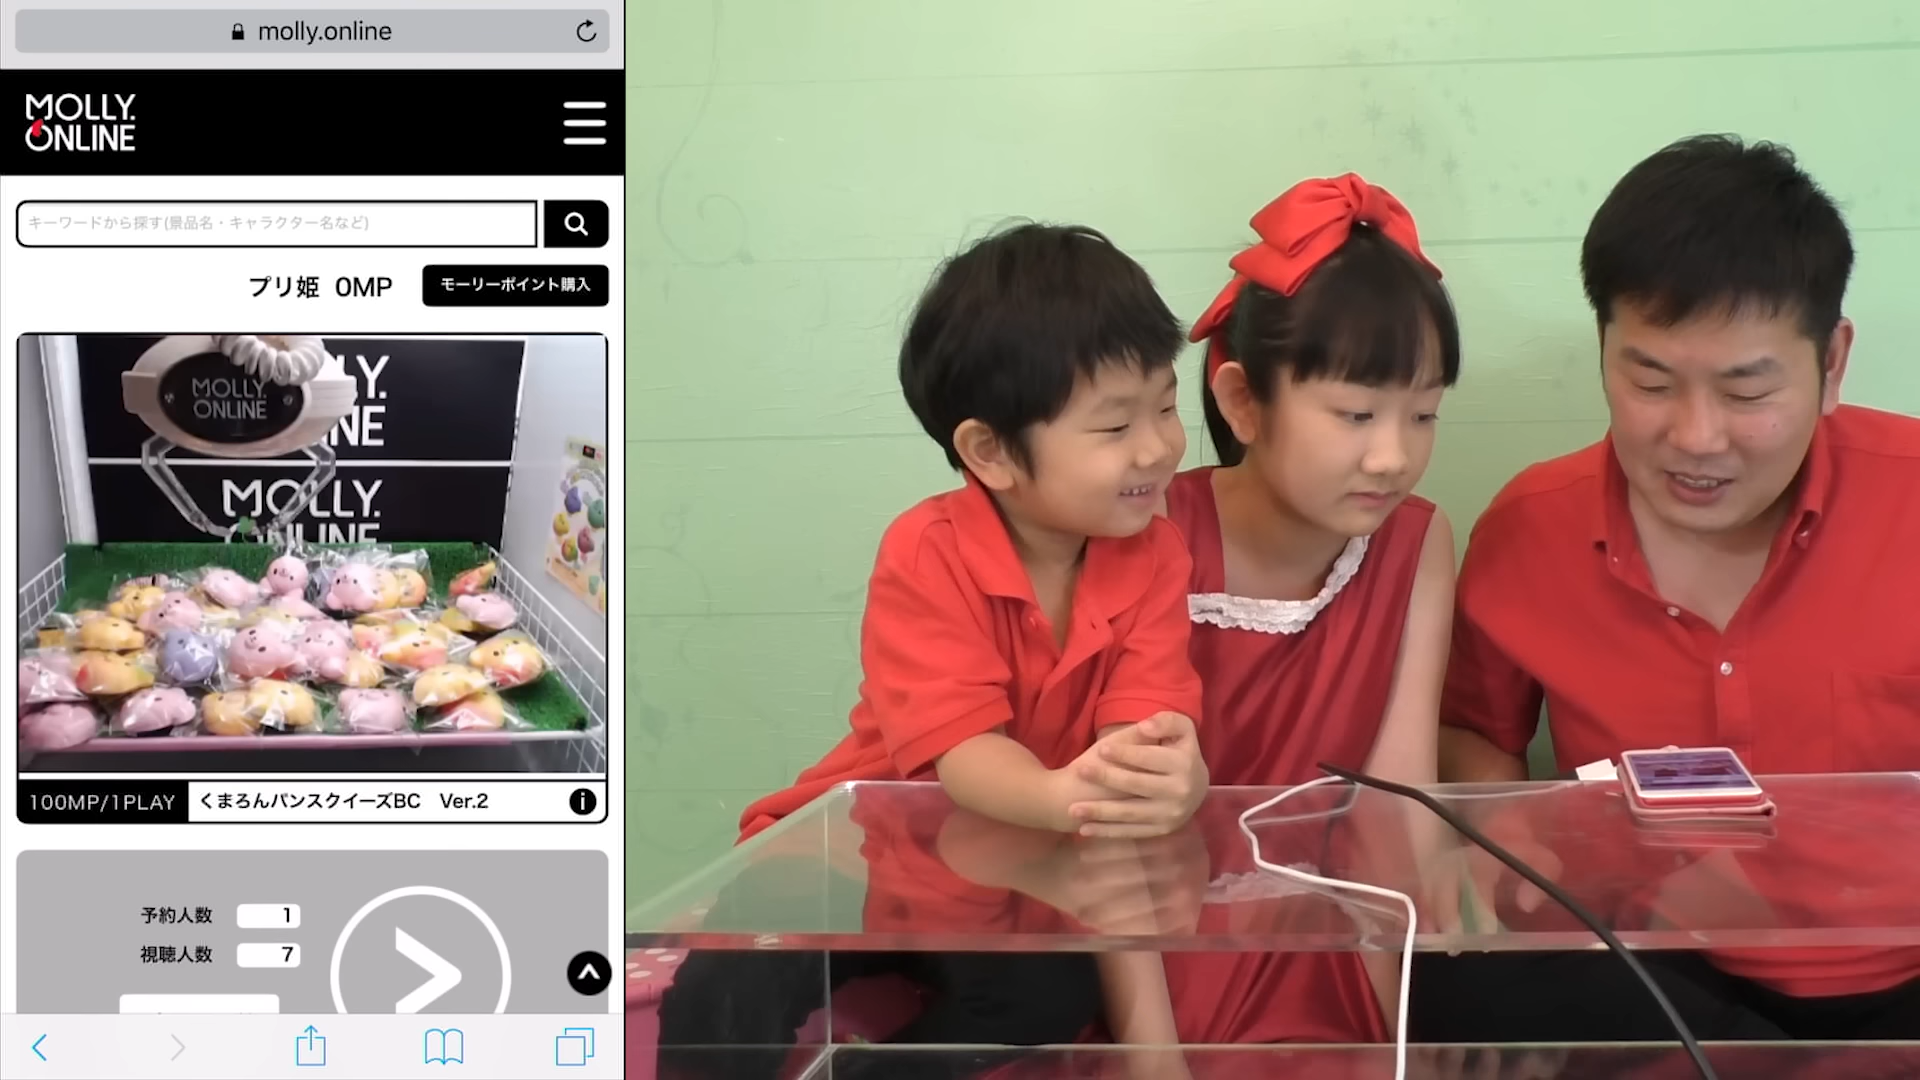 molly.online
MOLLY.
ONLINE
キーワードから探す(景品名・キャラクター名など)
プリ姫 0MP
モーリーポイント購入
MOLLY.
ONLINE
LY.
NE
MOLLY.
ONLINE
100MP/1PLAY
くまろんパンスクイーズBC Ver.2
予約人数 1
視聴人数 7